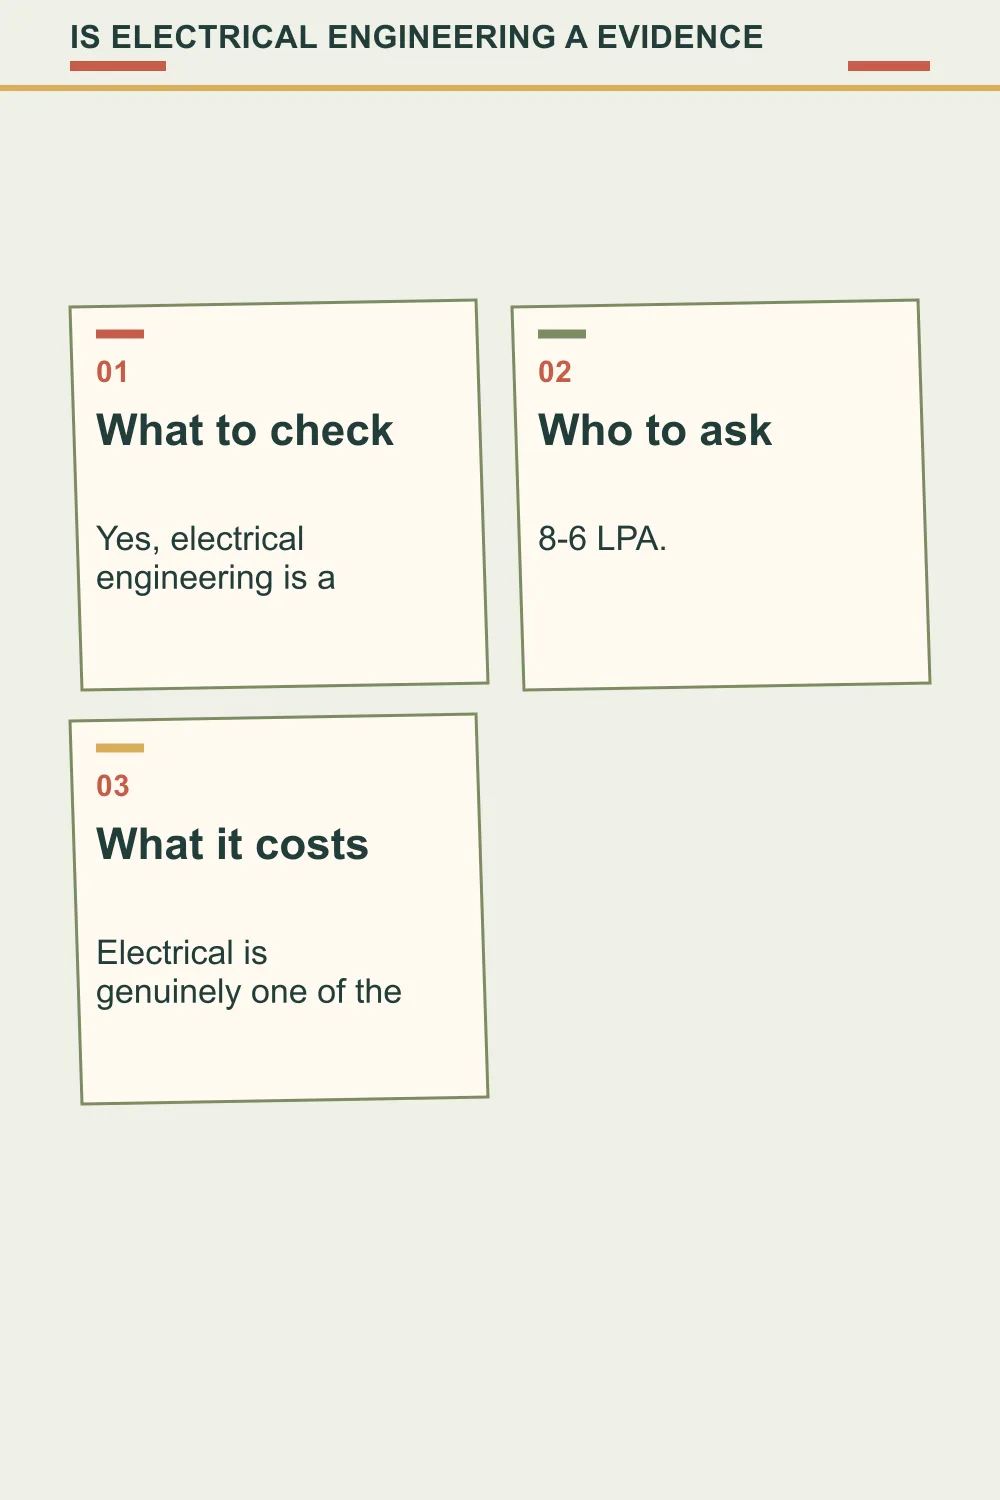 IS ELECTRICAL ENGINEERING A EVIDENCE
01
What to check
Yes, electrical
engineering is a
02
Who to ask
8-6 LPA.
03
What it costs
Electrical is
genuinely one of the